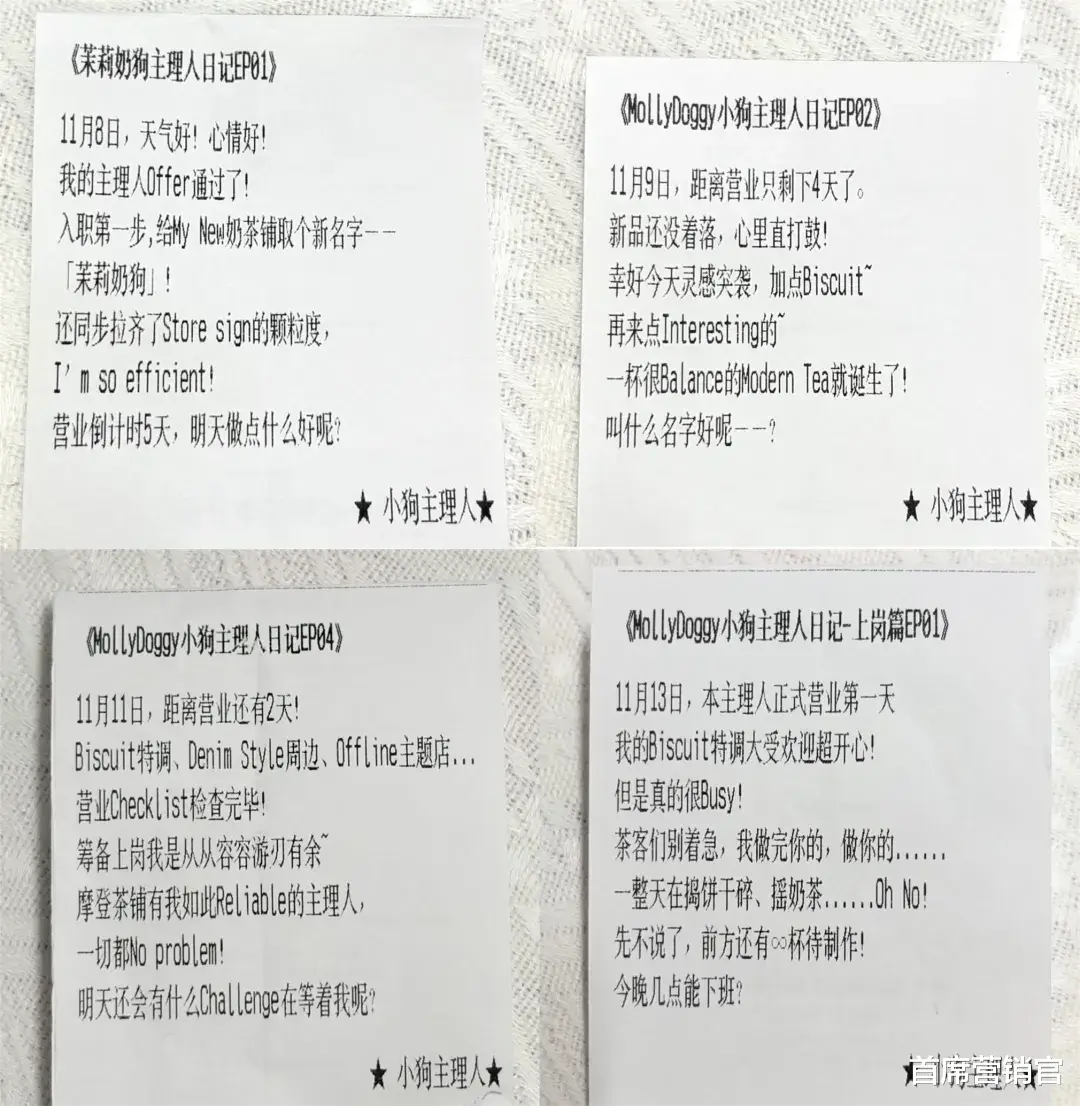 《茉莉奶狗主理人日记EP01》
11月8日，天气好！心情好！
我的主理人Offer通过了！
入职第一步,给My New奶茶铺取个新名字——
「茉莉奶狗」！
还同步拉齐了Store sign的颗粒度，
I'm so efficient!
营业倒计时5天，明天做点什么好呢？
★ 小狗主理人★
《MollyDoggy小狗主理人日记EP02》
11月9日，距离营业只剩下4天了。
新品还没着落，心里直打鼓！
幸好今天灵感突袭，加点Biscuit~
再来点Interesting的~
一杯很Balance的Modern Tea就诞生了！
叫什么名字好呢——？
★ 小狗主理人★
《MollyDoggy小狗主理人日记EP04》
11月11日，距离营业还有2天！
Biscuit特调、Denim Style周边、Offline主题店...
营业Checklist检查完毕！
筹备上岗我是从从容容游刃有余~
摩登茶铺有我如此Reliable的主理人，
一切都No problem！
明天还会有什么Challenge在等着我呢？
★ 小狗主理人★
《MollyDoggy小狗主理人日记-上岗篇EP01》
11月13日，本主理人正式营业第一天
我的Biscuit特调大受欢迎超开心！
但是真的很Busy！
茶客们别着急，我做完你的，做你的......
一整天在捣饼干碎、摇奶茶......Oh No！
先不说了，前方还有∞杯待制作！
今晚几点能下班？
首席营销官